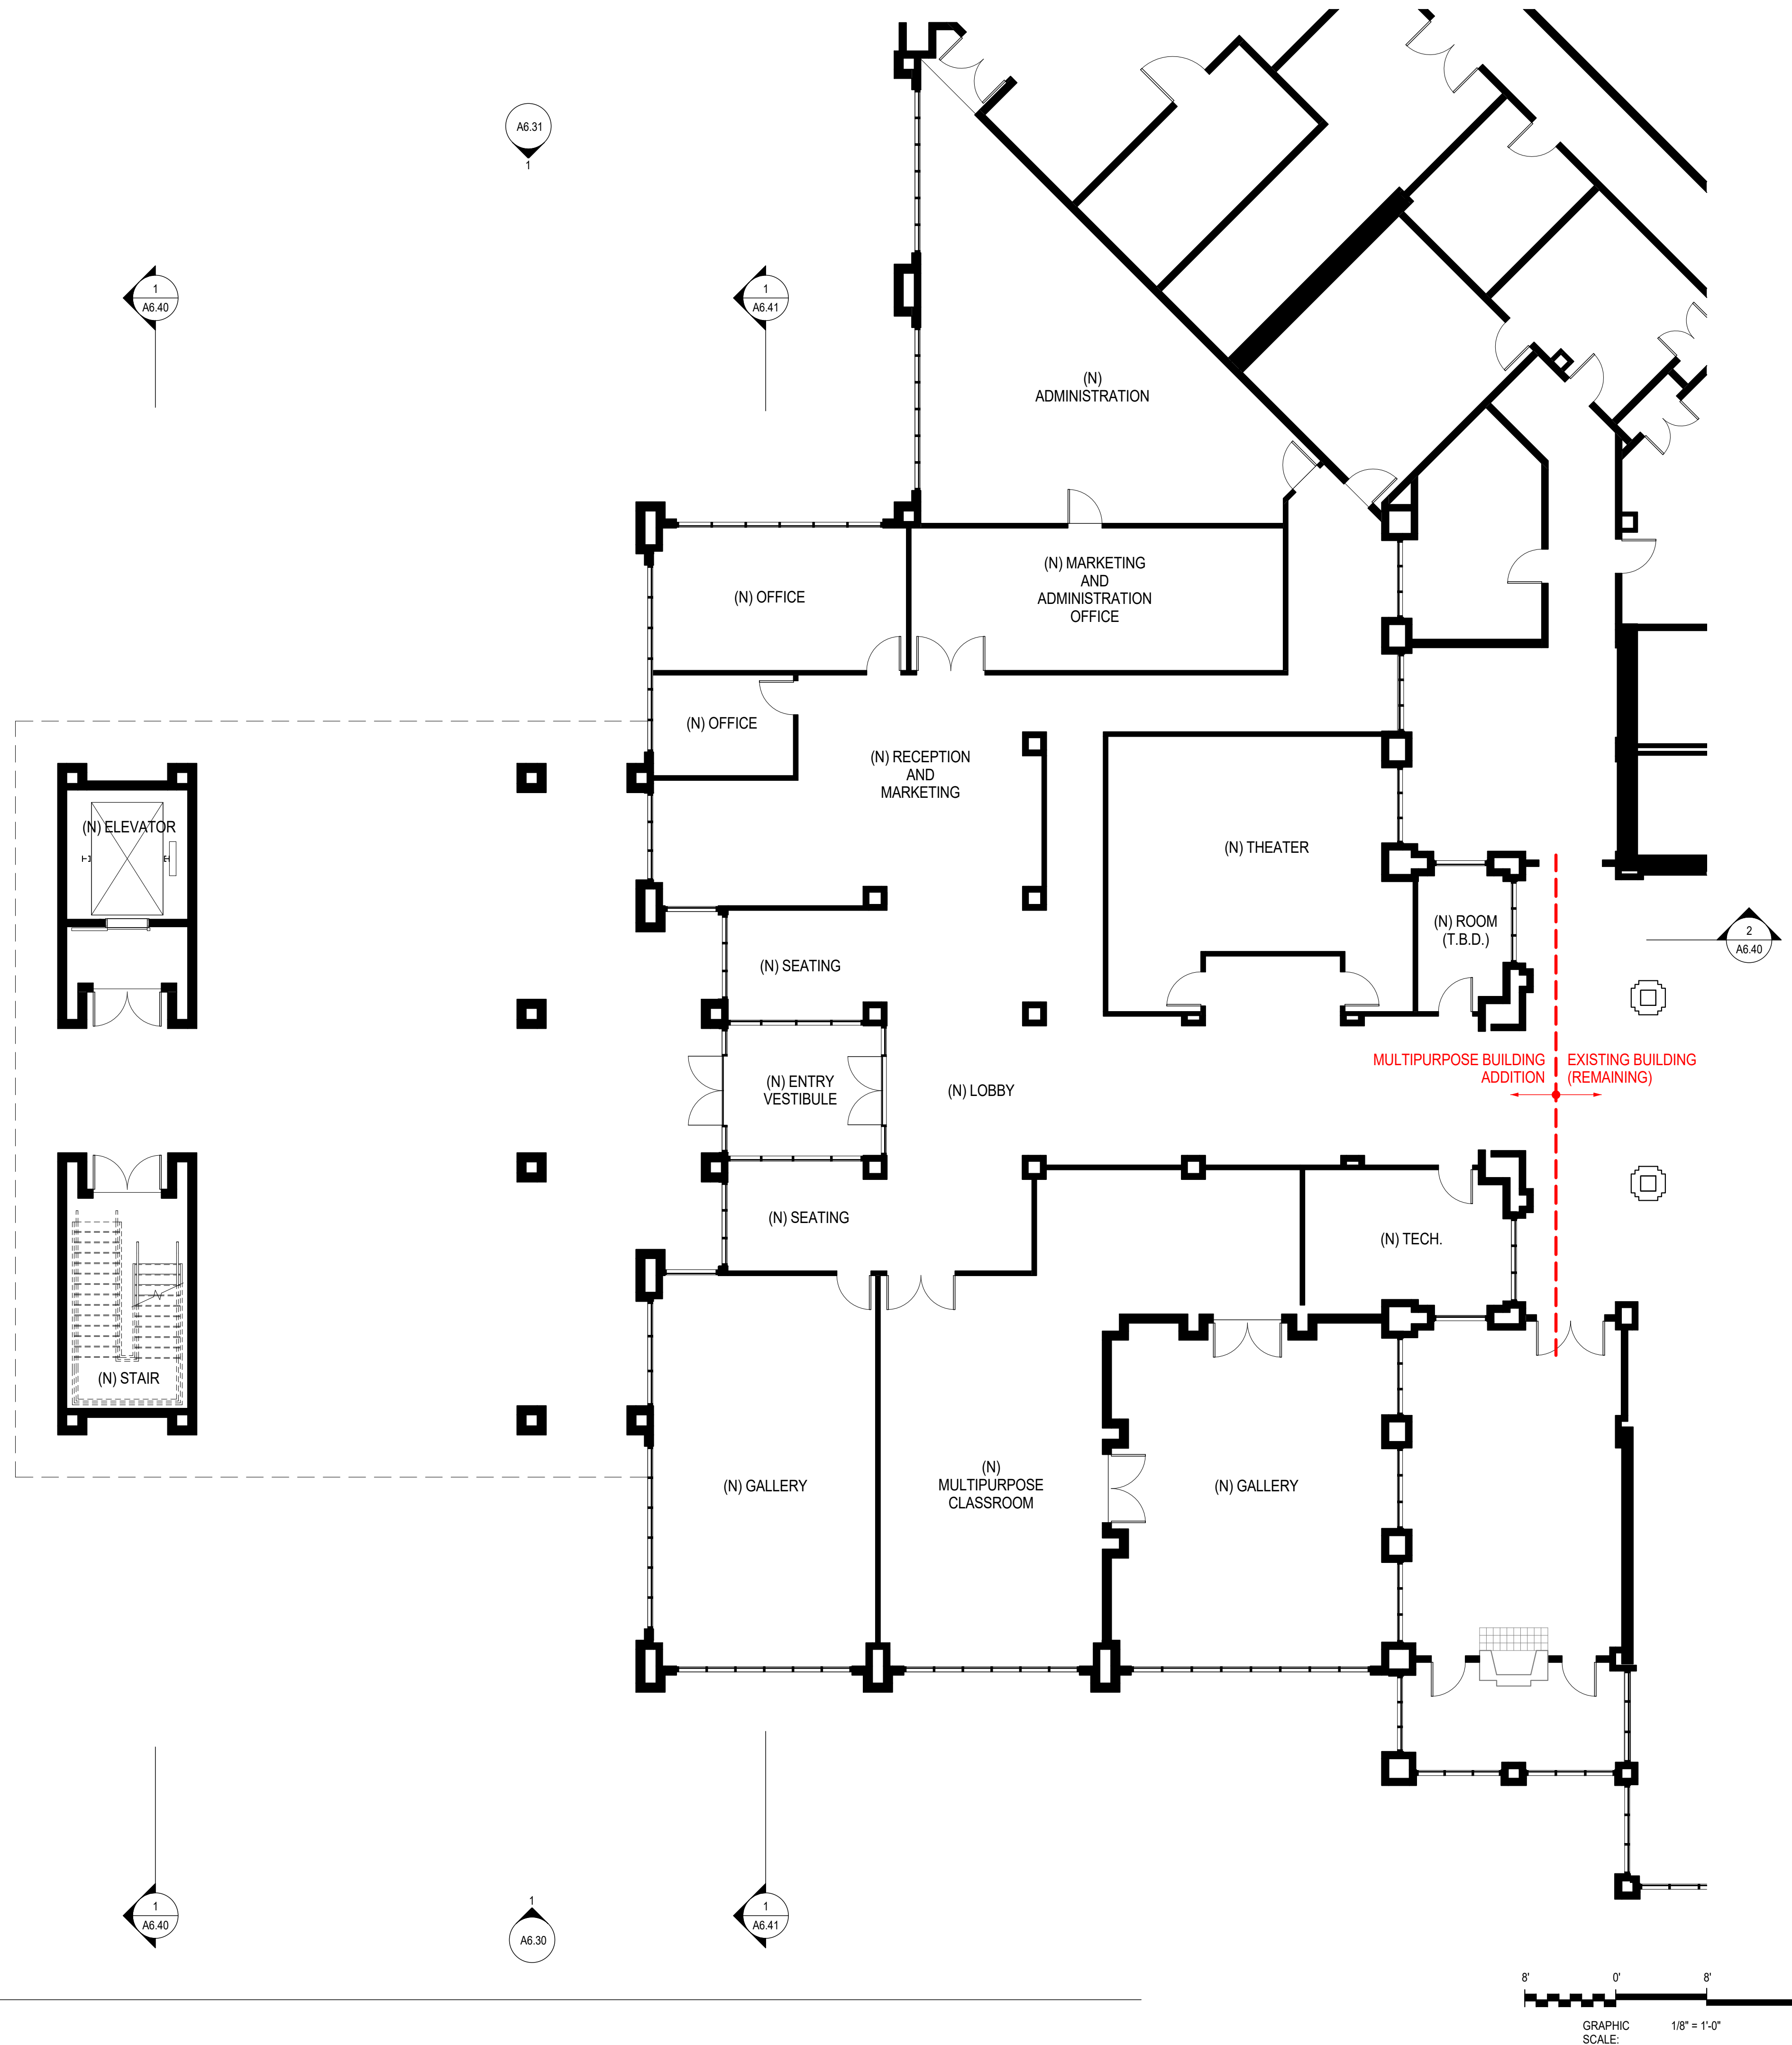 A6.31
1
1
A6.40
1
A6.41
(N)
ADMINISTRATION
(N) MARKETING
AND
ADMINISTRATION
OFFICE
(N) OFFICE
(N) OFFICE
(N) RECEPTION
AND
MARKETING
(N) ELEVATOR
(N) THEATER
(N) ROOM
(T.B.D.)
2
A6.40
(N) SEATING
MULTIPURPOSE BUILDING
ADDITION
EXISTING BUILDING
(REMAINING)
(N) ENTRY
VESTIBULE
(N) LOBBY
(N) SEATING
(N) TECH.
(N) STAIR
(N) GALLERY
(N)
MULTIPURPOSE
CLASSROOM
(N) GALLERY
1
A6.40
1
A6.30
1
A6.41
8' 0' 8'
GRAPHIC
SCALE:
1/8" = 1'-0"